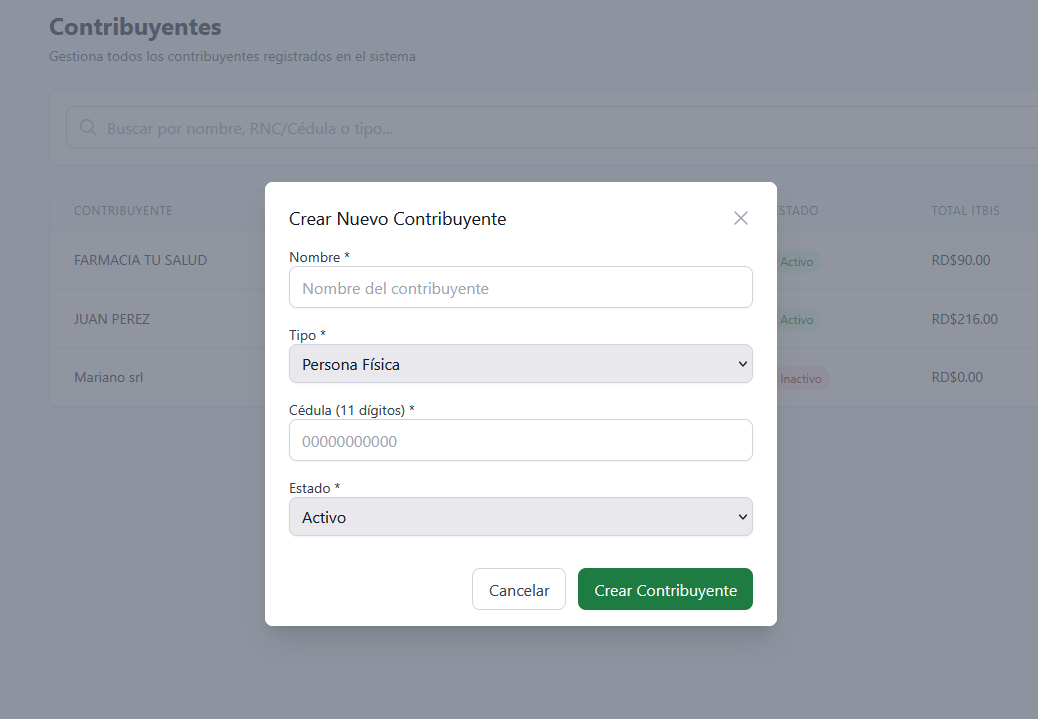 Contribuyentes
Gestiona todos los contribuyentes registrados en el sistema
Buscar por nombre, RNC/Cédula o tipo...
CONTRIBUYENTE STADO TOTAL ITBIS
FARMACIA TU SALUD Activo RD$90.00
JUAN PEREZ Activo RD$216.00
Mariano srl Inactivo RD$0.00
Crear Nuevo Contribuyente
Nombre *
Nombre del contribuyente
Tipo *
Persona Física
Cédula (11 dígitos) *
00000000000
Estado *
Activo
Cancelar Crear Contribuyente